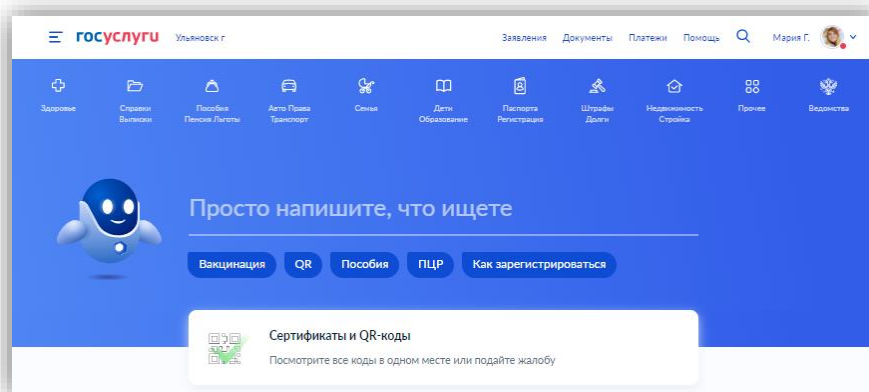 госуслуги Ульяновск г Заявления Документы Платежи Помощь Мария Г.
Здоровье
Справки
Выписки
Пособия
Пенсия Льготы
Авто Права
Транспорт
Семья
Дети
Образование
Паспорта
Регистрация
Штрафы
Долги
Недвижимость
Стройка
Прочее
Ведомства
Просто напишите, что ищете
Вакцинация QR Пособия ПЦР Как зарегистрироваться
Сертификаты и QR-коды
Посмотрите все коды в одном месте или подайте жалобу